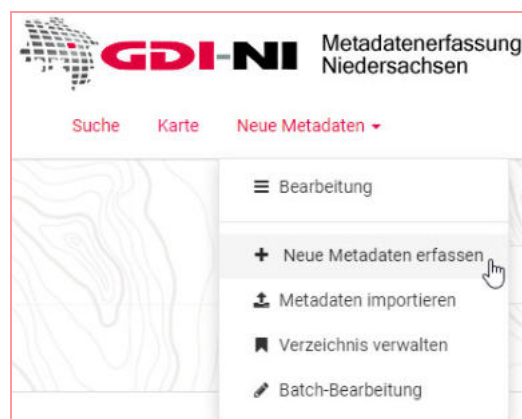 GDI-NI
Metadatenerfassung
Niedersachsen
Suche Karte Neue Metadaten
Bearbeitung
Neue Metadaten erfassen
Metadaten importieren
Verzeichnis verwalten
Batch-Bearbeitung